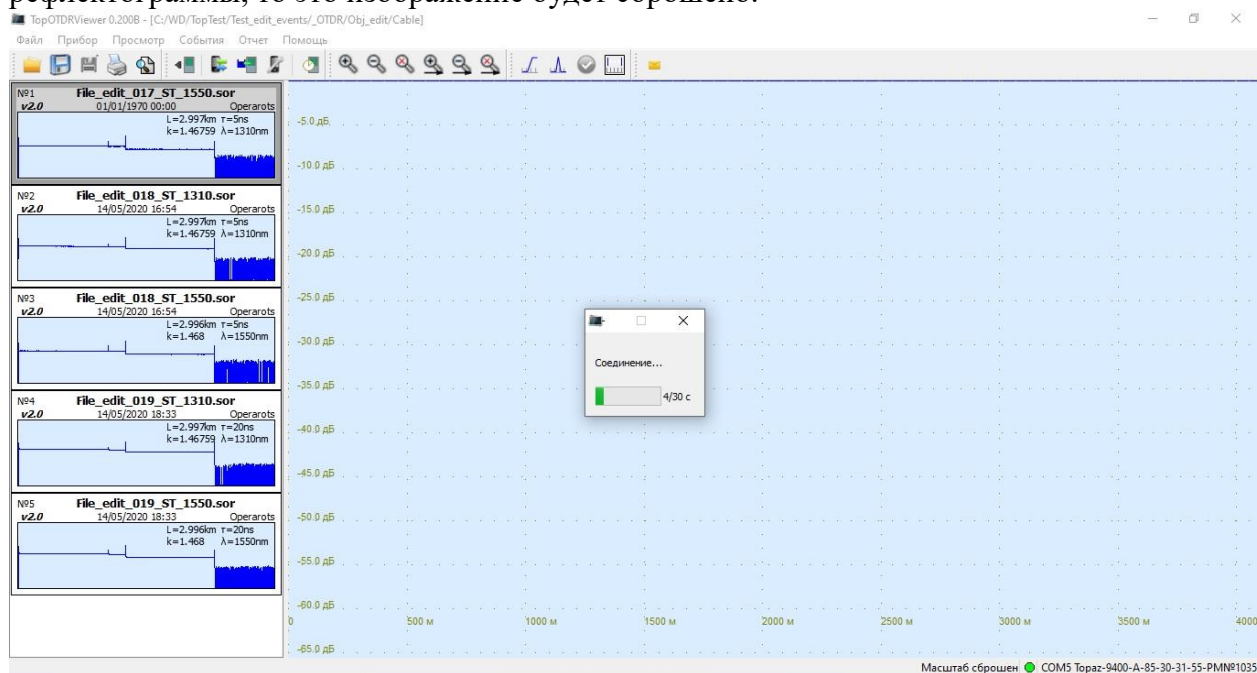 рефлектограммы, то это изображение будет сброшено.
TopOTDRViewer 0.200B - [C:/WD/TopTest/Test_edit_events/_OTDR/Obj_edit/Cable]
Файл Прибор Просмотр События Отчет Помощь
№1 File_edit_017_ST_1550.sor
v2.0 01/01/1970 00:00 Operarots
L=2.997km τ=5ns
k=1.46759 λ=1310nm
№2 File_edit_018_ST_1310.sor
v2.0 14/05/2020 16:54 Operarots
L=2.997km τ=5ns
k=1.46759 λ=1310nm
№3 File_edit_018_ST_1550.sor
v2.0 14/05/2020 16:54 Operarots
L=2.996km τ=5ns
k=1.468 λ=1550nm
№4 File_edit_019_ST_1310.sor
v2.0 14/05/2020 18:33 Operarots
L=2.997km τ=20ns
k=1.46759 λ=1310nm
№5 File_edit_019_ST_1550.sor
v2.0 14/05/2020 18:33 Operarots
L=2.996km τ=20ns
k=1.468 λ=1550nm
-5.0 дБ
-10.0 дБ
-15.0 дБ
-20.0 дБ
-25.0 дБ
-30.0 дБ
-35.0 дБ
-40.0 дБ
-45.0 дБ
-50.0 дБ
-55.0 дБ
-60.0 дБ
0 500 м 1000 м 1500 м 2000 м 2500 м 3000 м 3500 м 4000
-65.0 дБ
Соединение...
4/30 с
Масштаб сброшен COM5 Topaz-9400-A-85-30-31-55-PM№1035